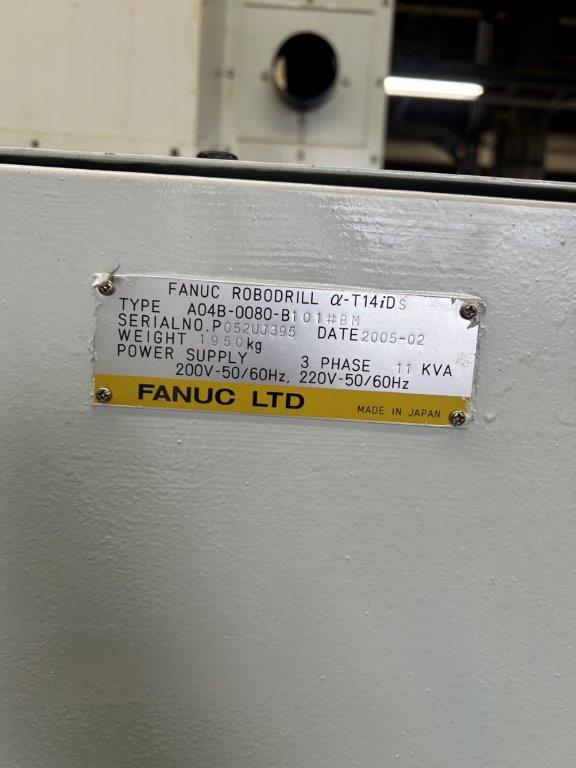 FANUC ROBODRILL α-T14iDs
TYPE A04B-0080-B101#BM
SERIALNO.P052UJ395 DATE2005-02
WEIGHT 1950kg
POWER SUPPLY 3 PHASE 11 KVA
200V-50/60Hz, 220V-50/60Hz
FANUC LTD MADE IN JAPAN